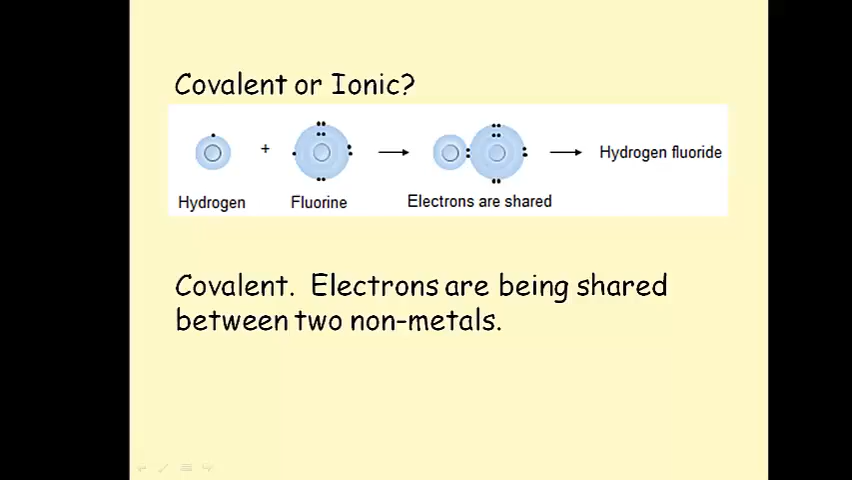 Covalent or Ionic?
+
Hydrogen fluoride
Hydrogen
Fluorine
Electrons are shared
Covalent. Electrons are being shared
between two non-metals.